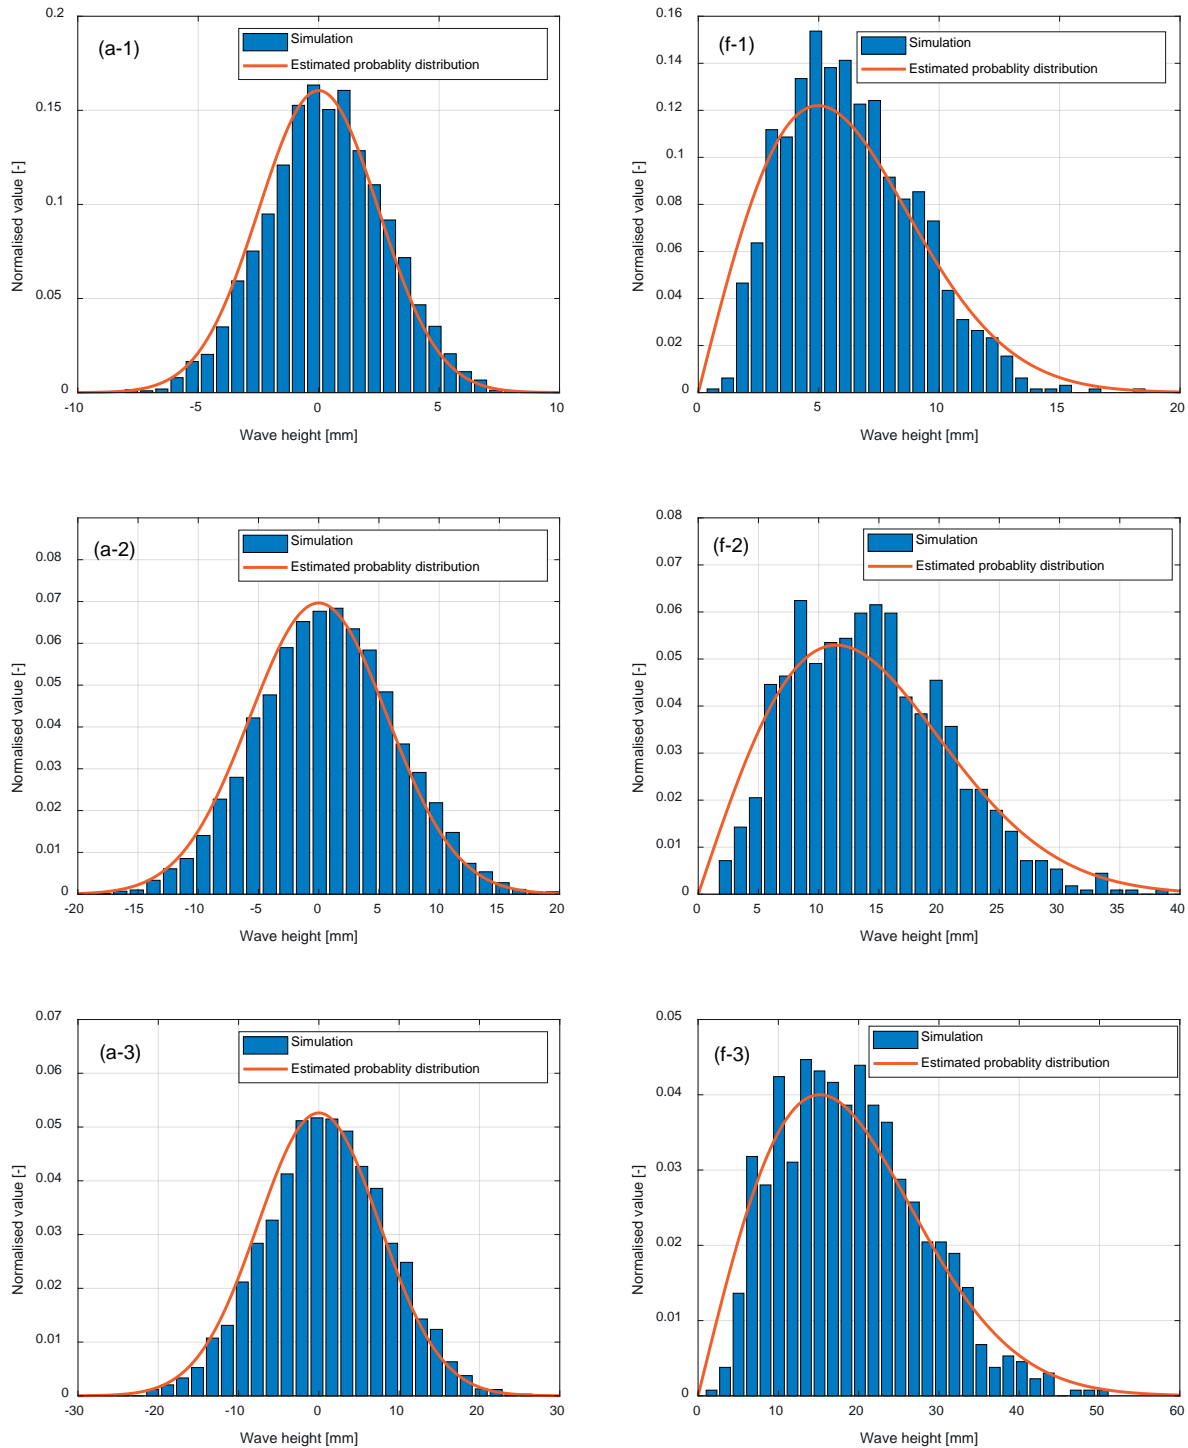 0.2
(a-1)
Simulation
Estimated probablity distribution
0.15
0.1
0.05
0
Normalised value [-]
-10
-5
0
5
10
Wave height [mm]
0.16
(f-1)
Simulation
Estimated probablity distribution
0.14
0.12
0.1
0.08
0.06
0.04
0.02
0
Normalised value [-]
0
5
10
15
20
Wave height [mm]
(a-2)
Simulation
Estimated probablity distribution
0.08
0.07
0.06
0.05
0.04
0.03
0.02
0.01
0
Normalised value [-]
-20
-15
-10
-5
0
5
10
15
20
Wave height [mm]
0.08
(f-2)
Simulation
Estimated probablity distribution
0.07
0.06
0.05
0.04
0.03
0.02
0.01
0
Normalised value [-]
0
5
10
15
20
25
30
35
40
Wave height [mm]
0.07
(a-3)
Simulation
Estimated probablity distribution
0.06
0.05
0.04
0.03
0.02
0.01
0
Normalised value [-]
-30
-20
-10
0
10
20
30
Wave height [mm]
0.05
(f-3)
Simulation
Estimated probablity distribution
0.04
0.03
0.02
0.01
0
Normalised value [-]
0
10
20
30
40
50
60
Wave height [mm]